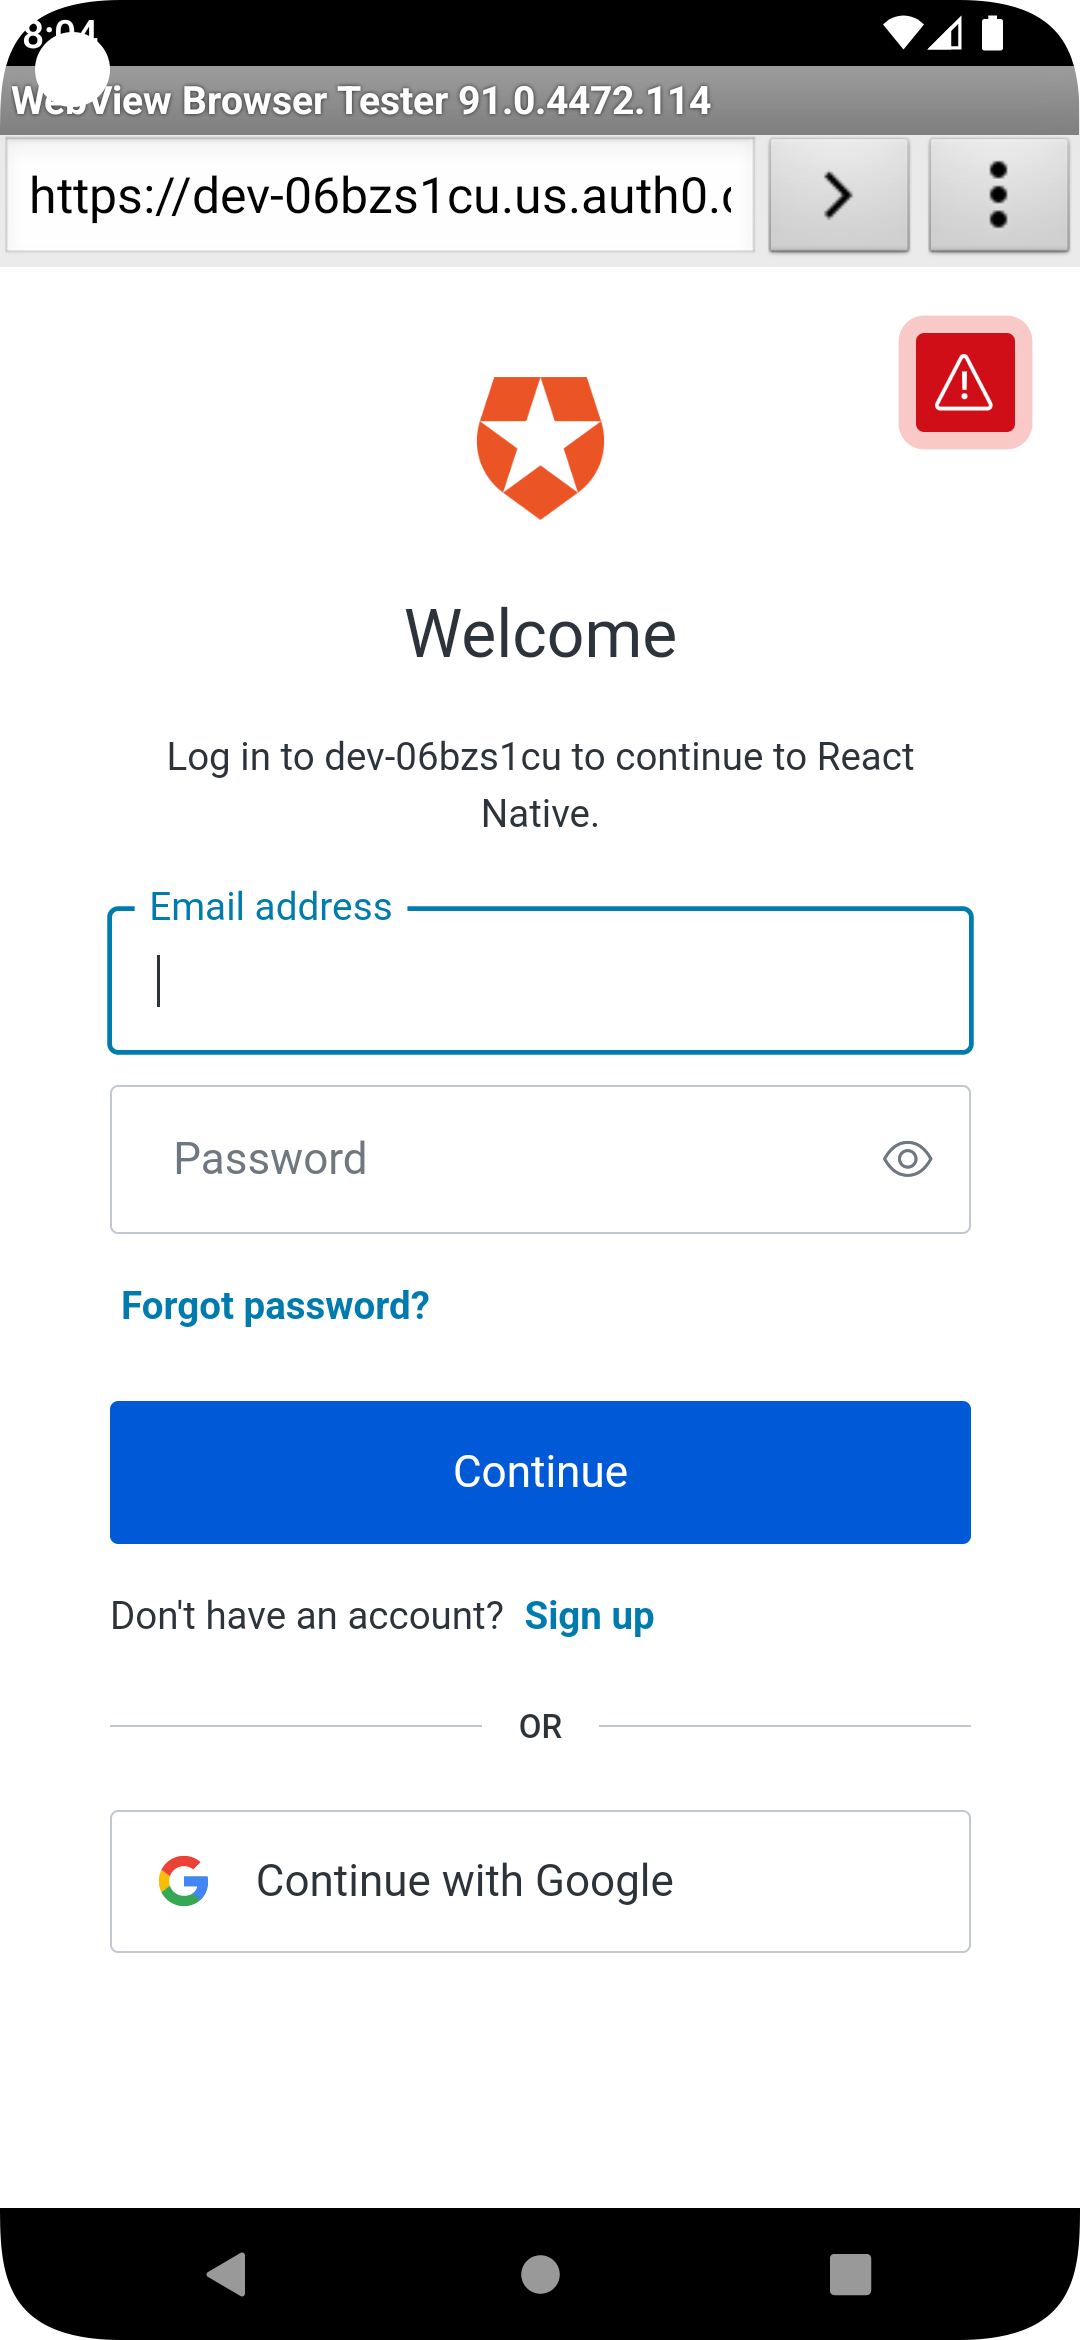 8:04
WebView Browser Tester 91.0.4472.114
https://dev-06bzs1cu.us.auth0.c
Welcome
Log in to dev-06bzs1cu to continue to React
Native.
Email address
Password
Forgot password?
Continue
Don't have an account? Sign up
OR
Continue with Google